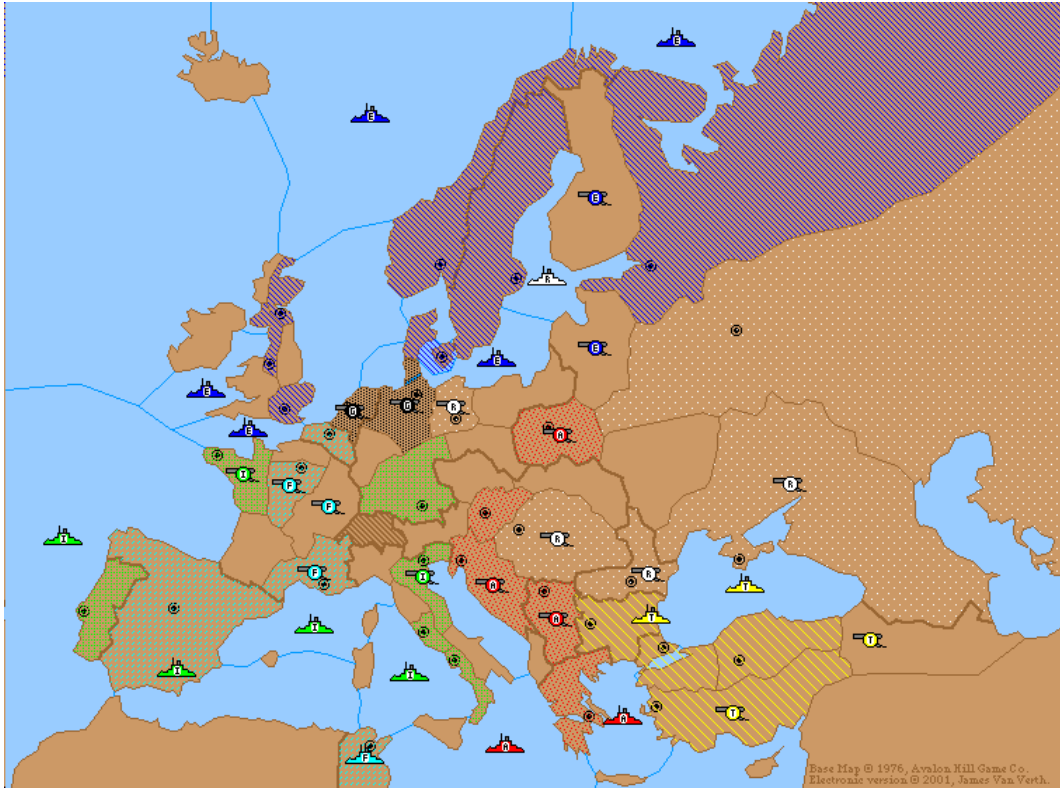 E
E
E
R
E
E
E
E
G
G
R
A
I
F
F
R
I
R
F
I
A
R
T
I
A
T
T
I
I
T
A
A
F
Base Map © 1976, Avalon Hill Game Co.
Electronic version © 2001, James Van Verth.